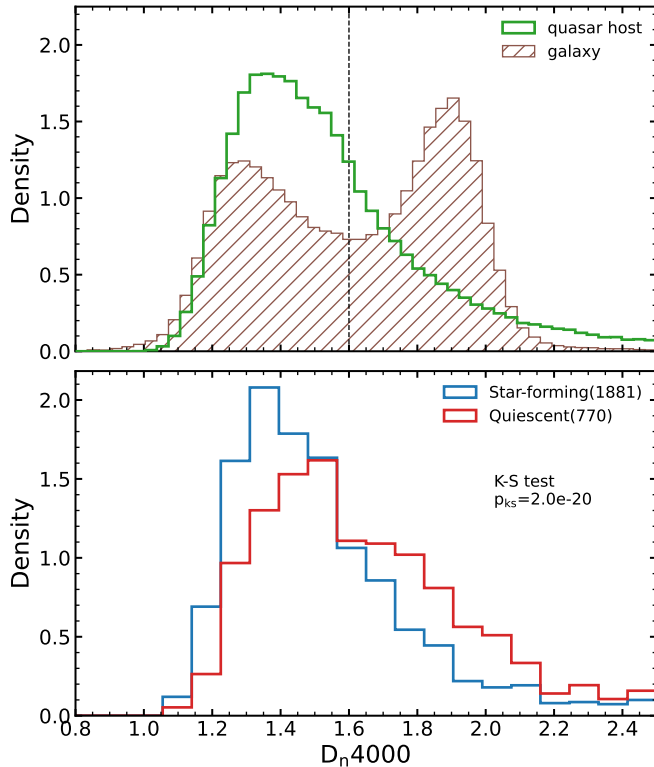 quasar host
galaxy
Density
2.0
1.5
1.0
0.5
0.0
Star-forming(1881)
Quiescent(770)
K-S test
pₖₛ=2.0e-20
Density
2.0
1.5
1.0
0.5
0.0
0.8 1.0 1.2 1.4 1.6 1.8 2.0 2.2 2.4
Dₙ4000